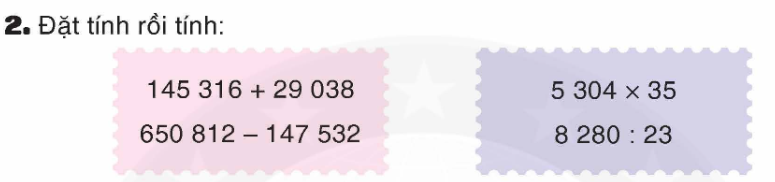 2. Đặt tính rồi tính:
145 316 + 29 038
650 812 – 147 532
5 304 × 35
8 280 : 23